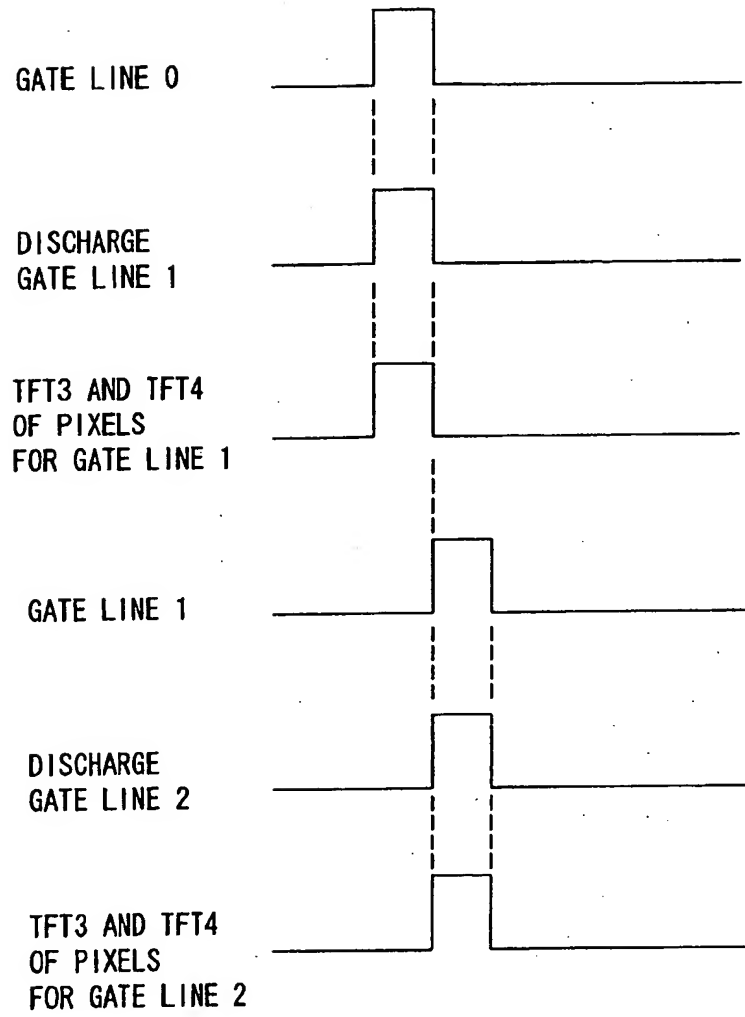 GATE LINE 0
DISCHARGE
GATE LINE 1
TFT3 AND TFT4
OF PIXELS
FOR GATE LINE 1
GATE LINE 1
DISCHARGE
GATE LINE 2
TFT3 AND TFT4
OF PIXELS
FOR GATE LINE 2